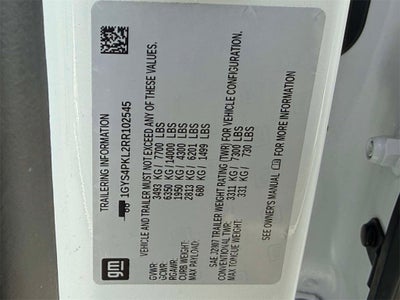 gm
TRAILERING INFORMATION
1GYS4PKL2RR102545
VEHICLE AND TRAILER MUST NOT EXCEED ANY OF THESE VALUES.
GVWR: 3493 KG / 7700 LBS
GCWR: 6350 KG / 14000 LBS
RGAWR: 1950 KG / 4300 LBS
CURB WEIGHT: 2813 KG / 6201 LBS
MAX PAYLOAD: 680 KG / 1499 LBS
SAE J2807 TRAILER WEIGHT RATING (TWR) FOR VEHICLE CONFIGURATION.
CONVENTIONAL TWR: 3311 KG / 7300 LBS
MAX TONGUE WEIGHT: 331 KG / 730 LBS
SEE OWNER'S MANUAL FOR MORE INFORMATION